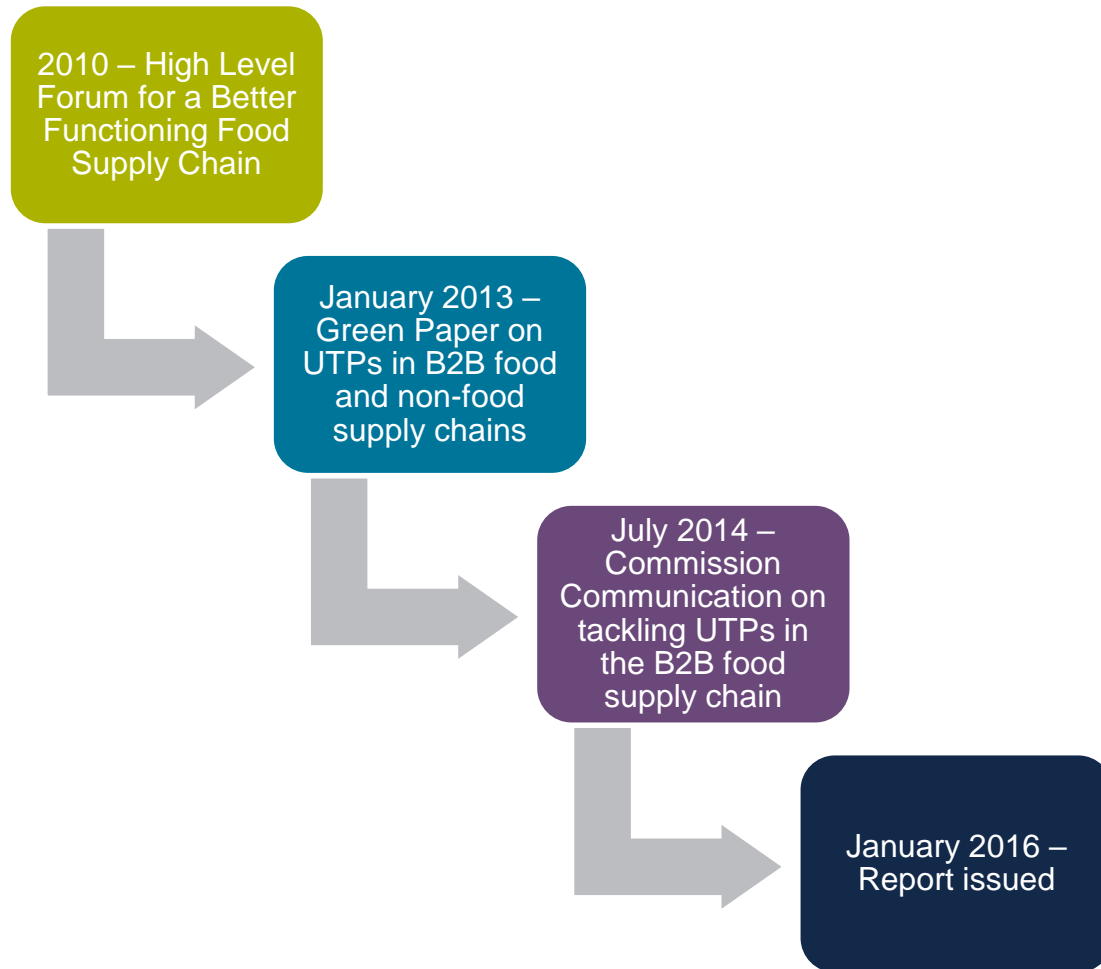 2010 – High Level
Forum for a Better
Functioning Food
Supply Chain
January 2013 –
Green Paper on
UTPs in B2B food
and non-food
supply chains
July 2014 –
Commission
Communication on
tackling UTPs in
the B2B food
supply chain
January 2016 –
Report issued